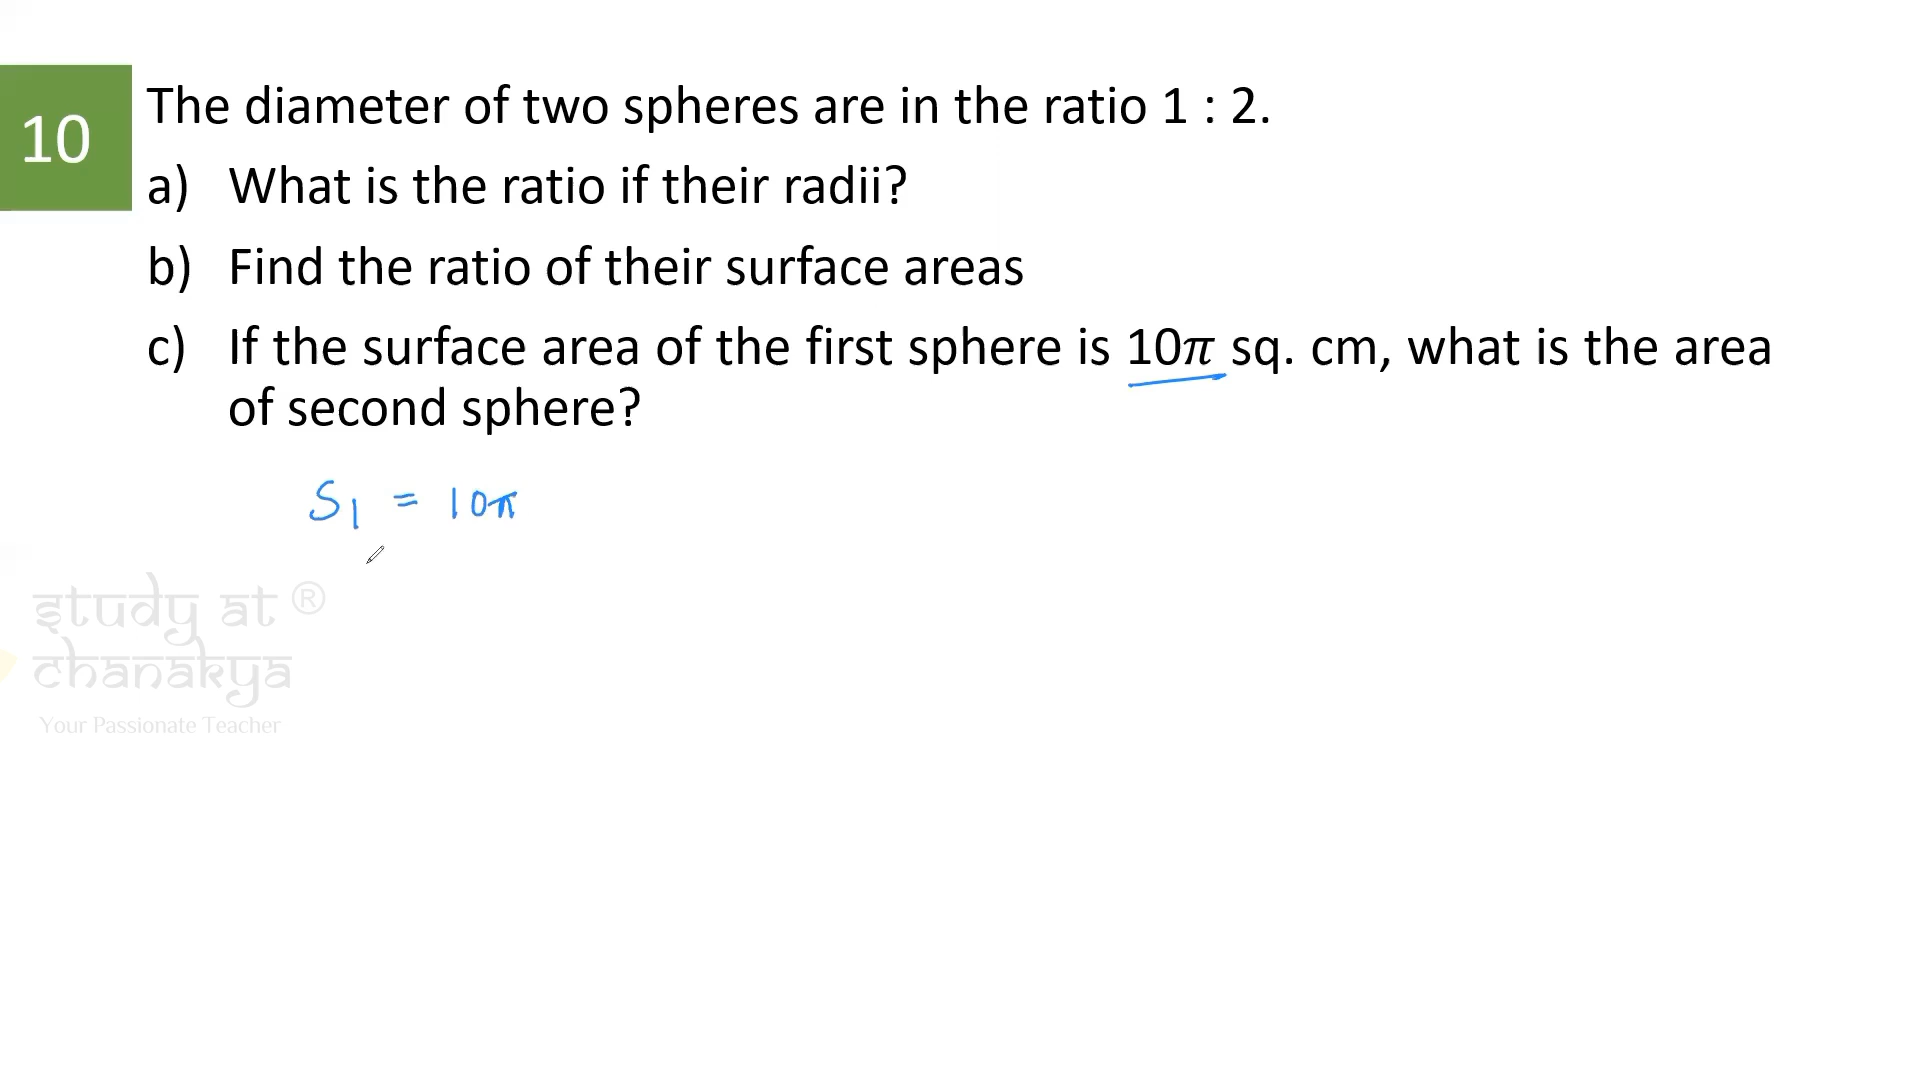 10
The diameter of two spheres are in the ratio 1 : 2.
a) What is the ratio if their radii?
b) Find the ratio of their surface areas
c) If the surface area of the first sphere is 10π sq. cm, what is the area
of second sphere?
S₁ = 10π
study at ®
chanakya
Your Passionate Teacher